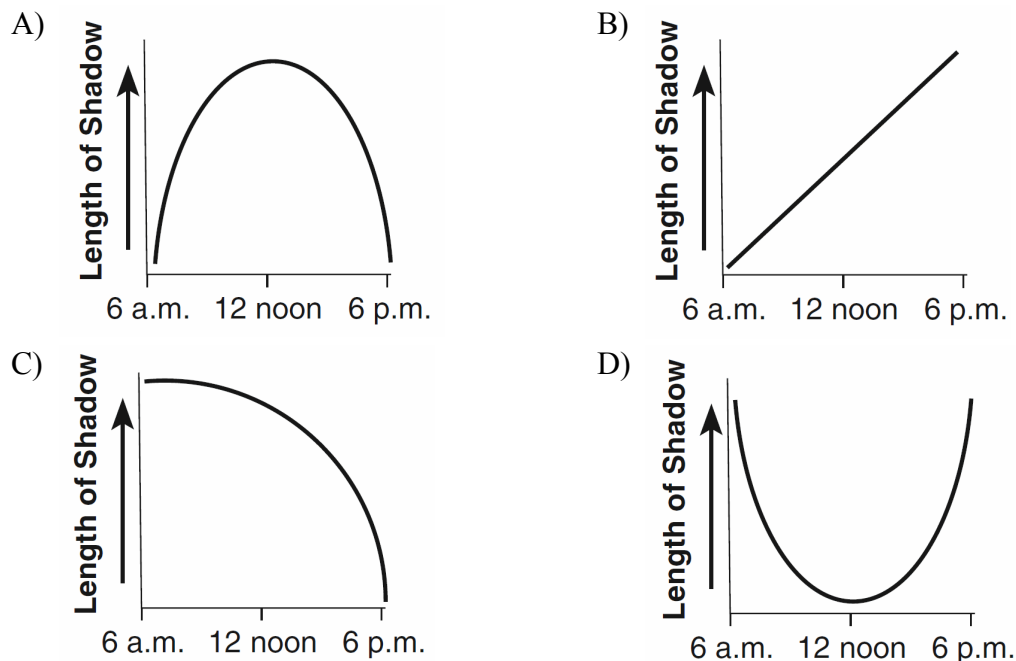 A)
Length of Shadow
6 a.m. 12 noon 6 p.m.
B)
Length of Shadow
6 a.m. 12 noon 6 p.m.
C)
Length of Shadow
6 a.m. 12 noon 6 p.m.
D)
Length of Shadow
6 a.m. 12 noon 6 p.m.